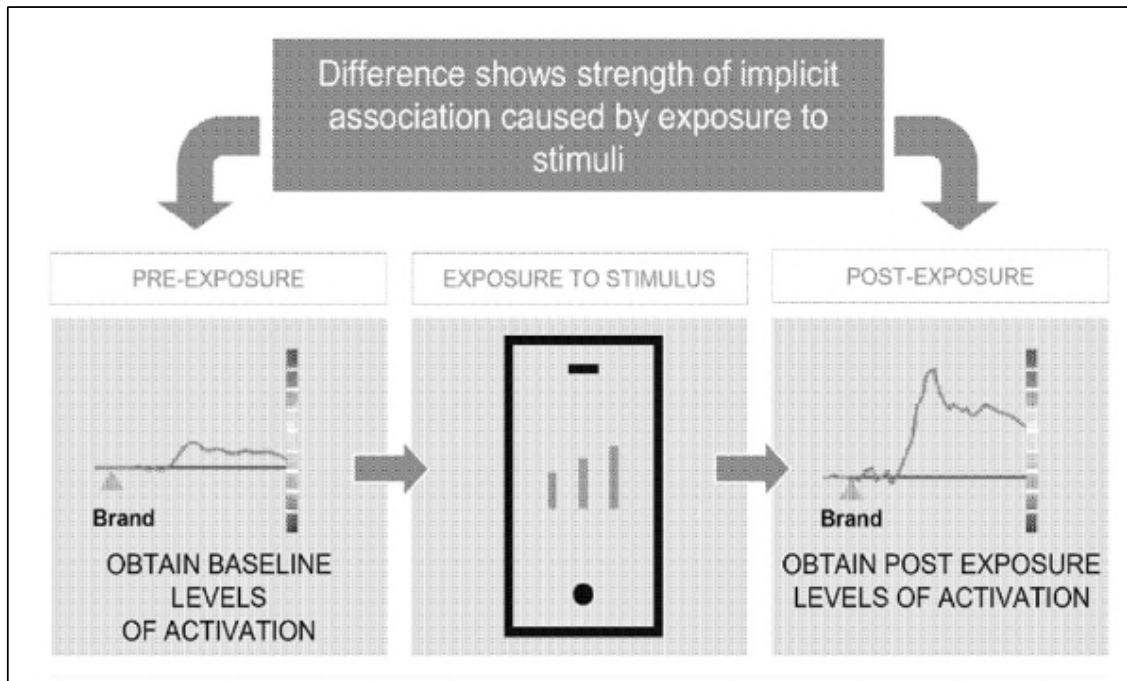 Difference shows strength of implicit
association caused by exposure to
stimuli
PRE-EXPOSURE
EXPOSURE TO STIMULUS
POST-EXPOSURE
Brand
OBTAIN BASELINE
LEVELS
OF ACTIVATION
Brand
OBTAIN POST EXPOSURE
LEVELS OF ACTIVATION